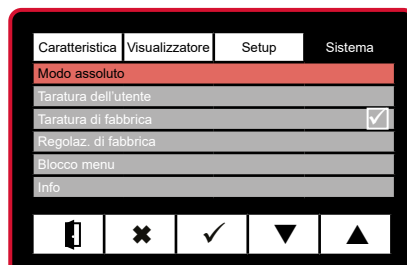 Caratteristica Visualizzatore Setup Sistema
Modo assoluto
Taratura dell'utente
Taratura di fabbrica
Regolaz. di fabbrica
Blocco menu
Info